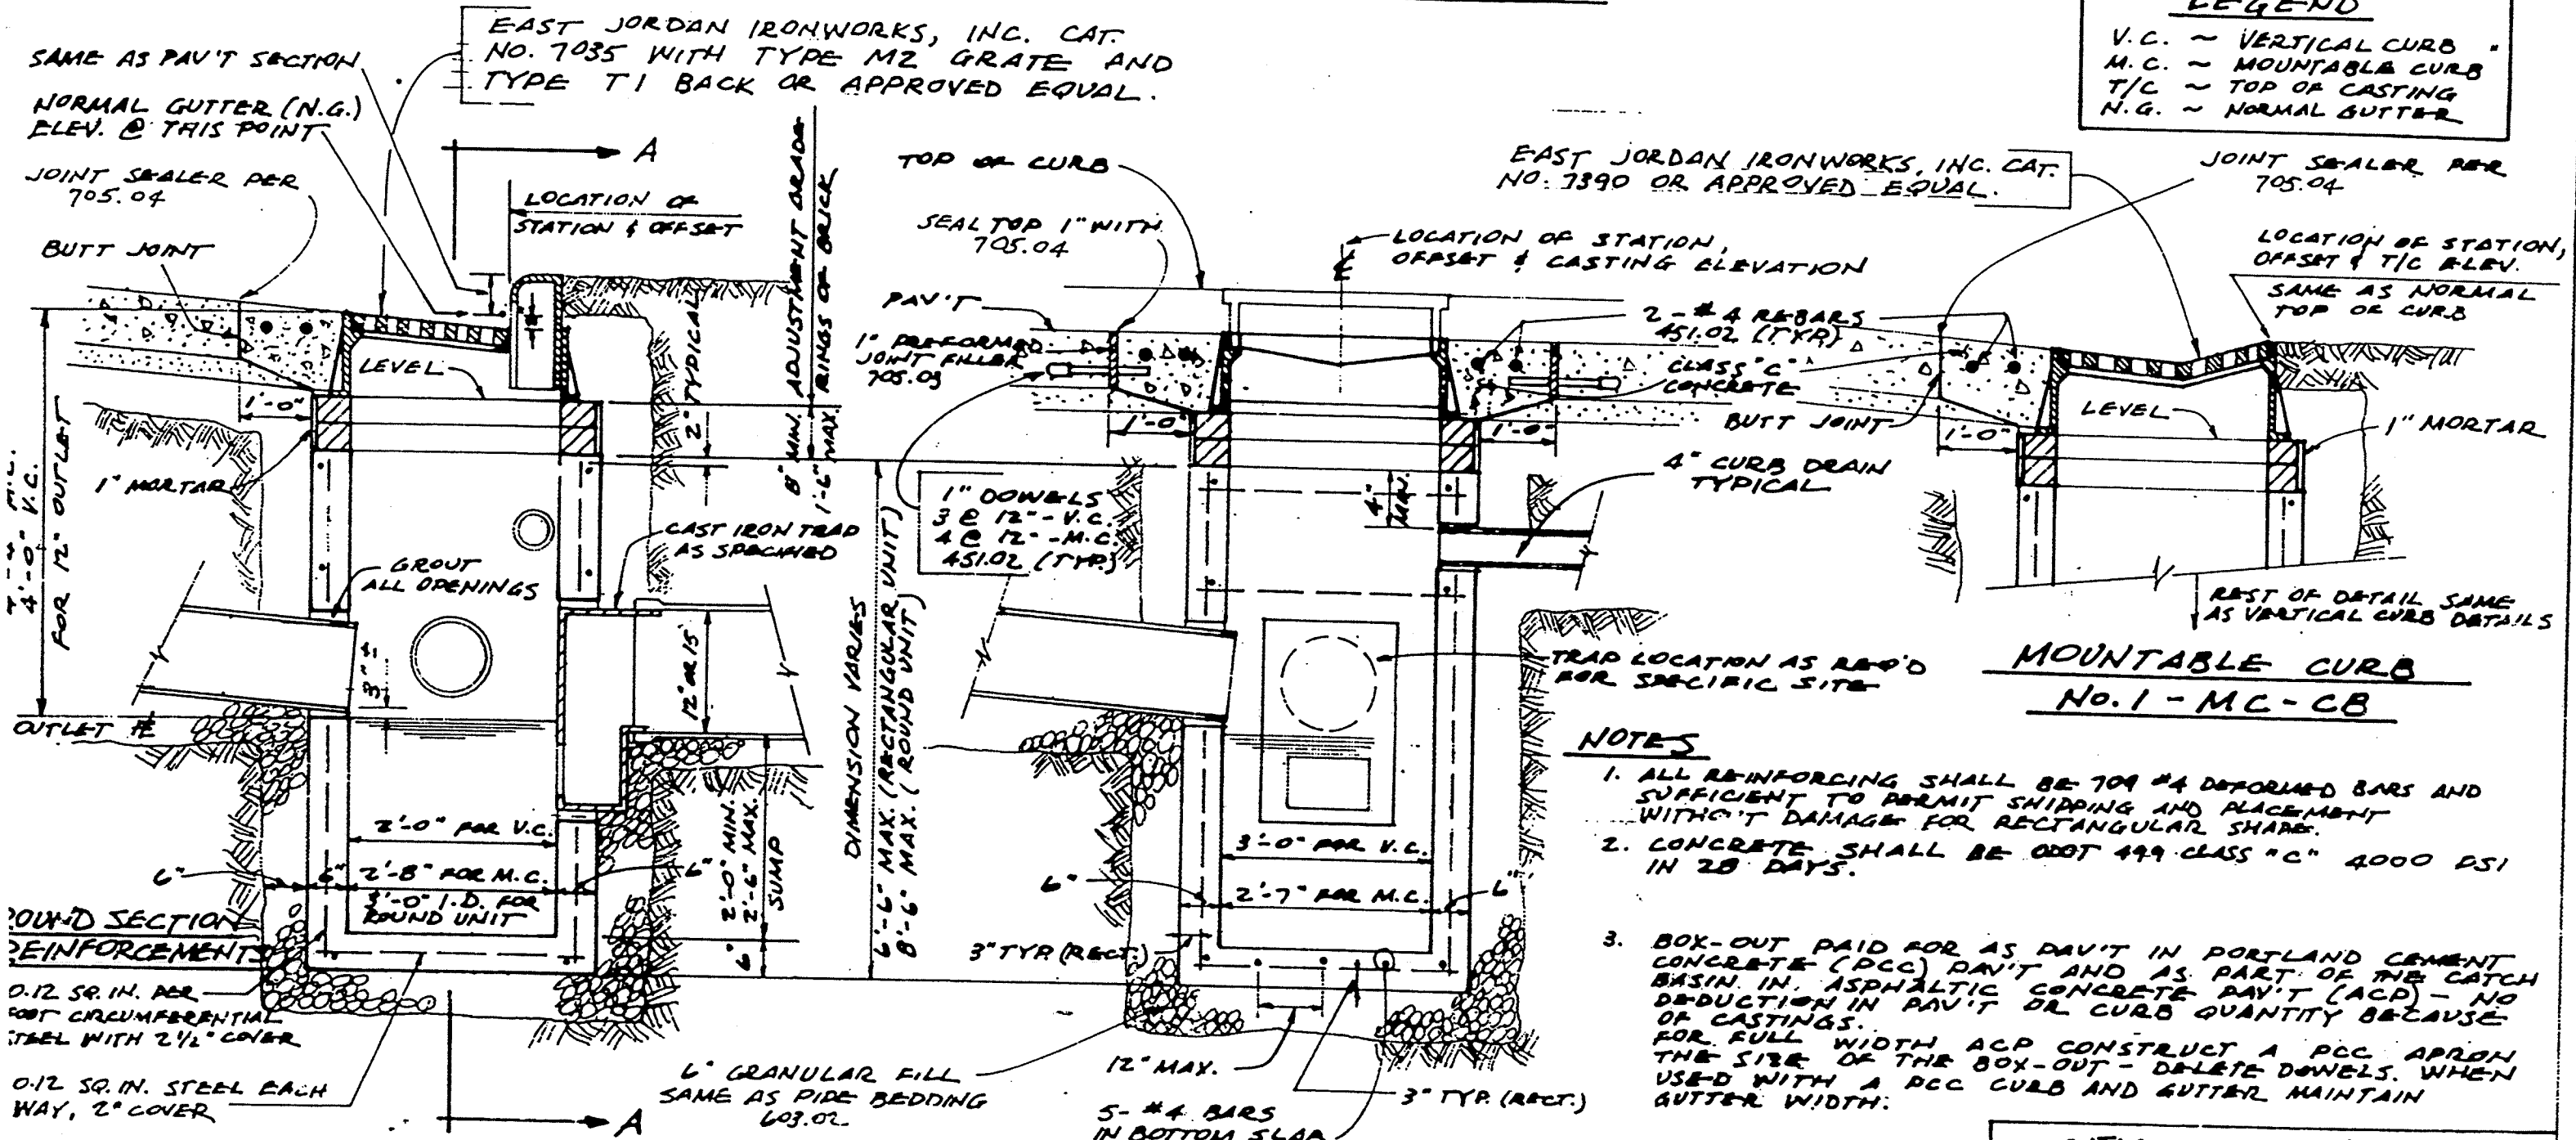 EAST JORDAN IRONWORKS, INC. CAT.
NO. 7035 WITH TYPE M2 GRATE AND
TYPE T1 BACK OR APPROVED EQUAL.
SAME AS PAV'T SECTION
NORMAL GUTTER (N.G.)
ELEV. @ THIS POINT
JOINT SEALER PER
705.04
BUTT JOINT
A
LOCATION OF
STATION & OFFSET
LEVEL
1'-0"
1" MORTAR
4'-0" V.C.
FOR 12" OUTLET
GROUT
ALL OPENINGS
3"±
OUTLET
CAST IRON TRAP
AS SPECIFIED
12" OR 15"
2" TYPICAL
8" MIN. ADJUSTMENT GRADE
1'-6" MAX. RINGS OR BRICK
2'-0" FOR V.C.
2'-8" FOR M.C.
3'-0" I.D. FOR
ROUND UNIT
6"
6"
6"
2'-0" MIN.
2'-6" MAX.
SUMP
6"
DIMENSION VARIES
6'-6" MAX. (RECTANGULAR UNIT)
8'-6" MAX. (ROUND UNIT)
OUND SECTION
EINFORCEMENT
0.12 SQ. IN. PER
FOOT CIRCUMFERENTIAL
STEEL WITH 2 1/2" COVER
0.12 SQ. IN. STEEL EACH
WAY, 2" COVER
A
6" GRANULAR FILL
SAME AS PIPE BEDDING
603.02
TOP OF CURB
SEAL TOP 1" WITH
705.04
PAV'T
1" PREFORMED
JOINT FILLER
705.03
LOCATION OF STATION,
OFFSET & CASTING ELEVATION
1'-0"
1'-0"
1" DOWELS
3 @ 12" - V.C.
4 @ 12" - M.C.
451.02 (TYP.)
4"
MAX.
4" CURB DRAIN
TYPICAL
TRAP LOCATION AS REQ'D
FOR SPECIFIC SITE
3'-0" FOR V.C.
2'-7" FOR M.C.
6"
6"
3" TYP. (RECT.)
12" MAX.
3" TYP. (RECT.)
5 - #4 BARS
IN BOTTOM SLAB
EAST JORDAN IRONWORKS, INC. CAT.
NO. 7390 OR APPROVED EQUAL.
2 - #4 REBARS
451.02 (TYP.)
CLASS "C"
CONCRETE
BUTT JOINT
LEGEND
V.C. ~ VERTICAL CURB
M.C. ~ MOUNTABLE CURB
T/C ~ TOP OF CASTING
N.G. ~ NORMAL GUTTER
JOINT SEALER PER
705.04
LOCATION OF STATION,
OFFSET & T/C ELEV.
SAME AS NORMAL
TOP OF CURB
LEVEL
1'-0"
1" MORTAR
REST OF DETAIL SAME
AS VERTICAL CURB DETAILS
MOUNTABLE CURB
No. 1 - MC - CB
NOTES
1. ALL REINFORCING SHALL BE 709 #4 DEFORMED BARS AND
SUFFICIENT TO PERMIT SHIPPING AND PLACEMENT
WITHO'T DAMAGE FOR RECTANGULAR SHAPE.
2. CONCRETE SHALL BE ODOT 499 CLASS "C" 4000 PSI
IN 28 DAYS.
3. BOX-OUT PAID FOR AS PAV'T IN PORTLAND CEMENT
CONCRETE (PCC) PAV'T AND AS PART OF THE CATCH
BASIN IN ASPHALTIC CONCRETE PAV'T (ACP) - NO
DEDUCTION IN PAV'T OR CURB QUANTITY BECAUSE
OF CASTINGS.
FOR FULL WIDTH ACP CONSTRUCT A PCC APRON
THE SIZE OF THE BOX-OUT - DELETE DOWELS. WHEN
USED WITH A PCC CURB AND GUTTER MAINTAIN
GUTTER WIDTH.